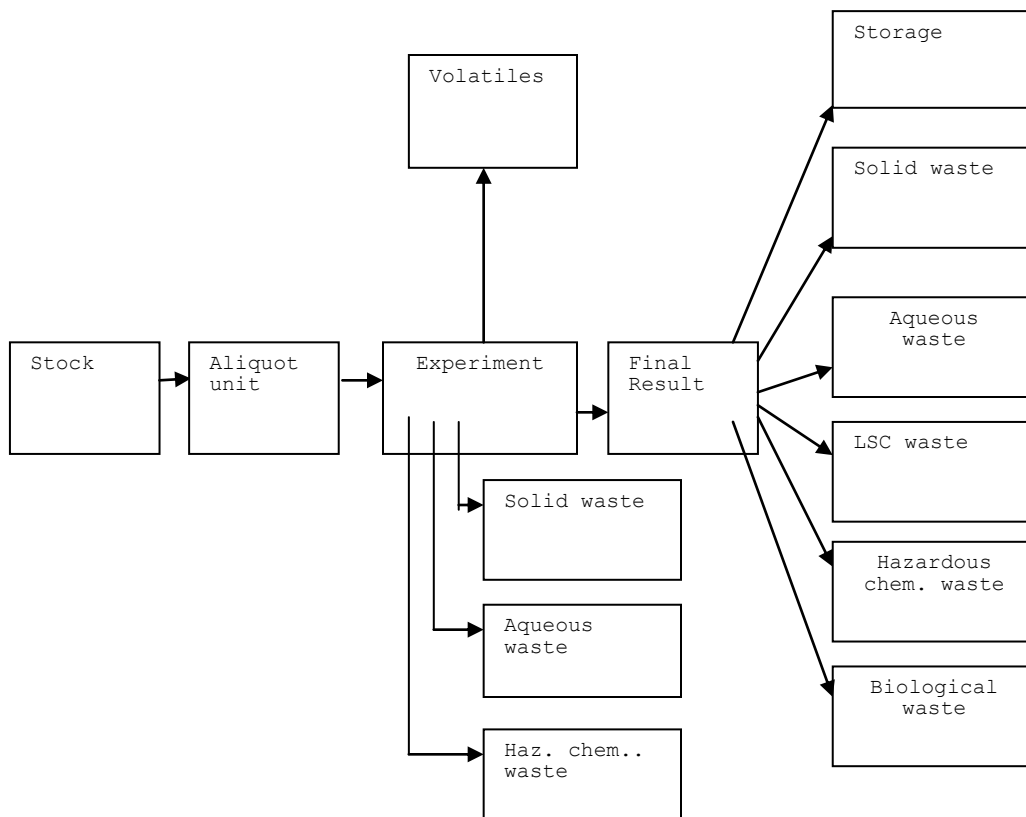 Storage
Volatiles
Solid waste
Aqueous
waste
Stock
Aliquot
unit
Experiment
Final
Result
LSC waste
Solid waste
Hazardous
chem. waste
Aqueous
waste
Biological
waste
Haz. chem..
waste